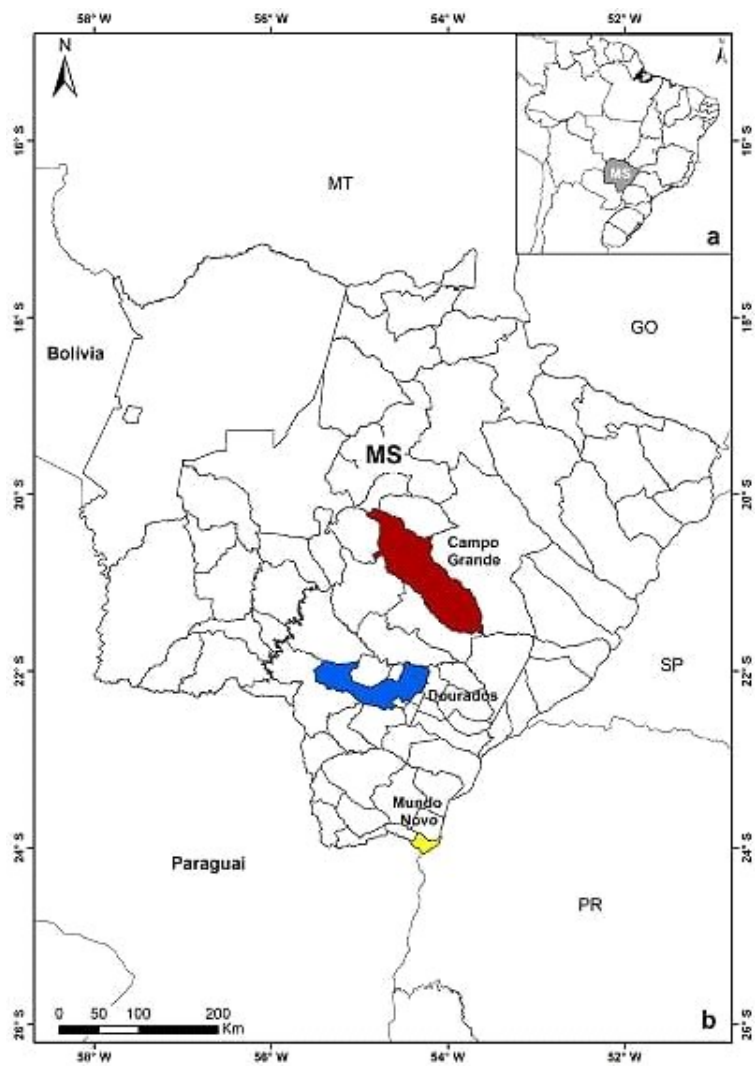 58° W
56° W
54° W
52° W
N
N
MS
a
16° S
16° S
MT
18° S
18° S
GO
Bolívia
MS
20° S
20° S
Campo
Grande
22° S
22° S
SP
Dourados
Mundo
Novo
24° S
24° S
Paraguai
PR
0 50 100 200
Km
b
26° S
26° S
58° W
56° W
54° W
52° W